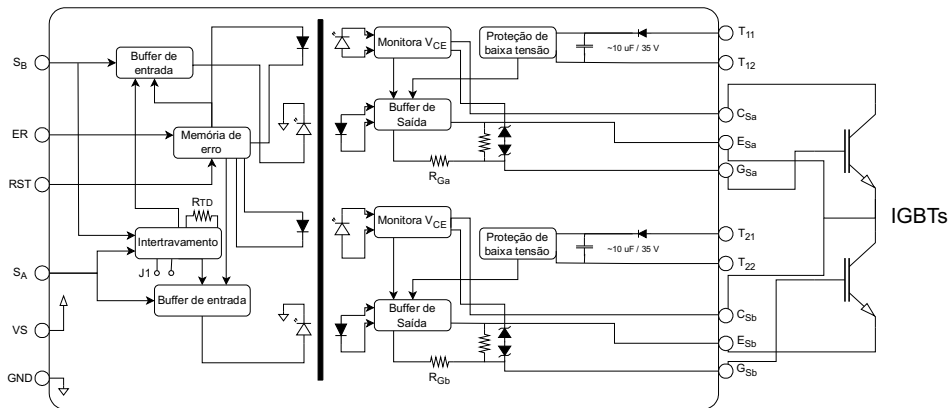 S_B
ER
RST
S_A
VS
GND
Buffer de
entrada
Memória de
erro
R_TD
Intertravamento
J1
Buffer de entrada
Monitora V_CE
Proteção de
baixa tensão
~10 uF / 35 V
Buffer de
Saída
R_Ga
T_11
T_12
C_Sa
E_Sa
G_Sa
Monitora V_CE
Proteção de
baixa tensão
~10 uF / 35 V
Buffer de
Saída
R_Gb
T_21
T_22
C_Sb
E_Sb
G_Sb
IGBTs